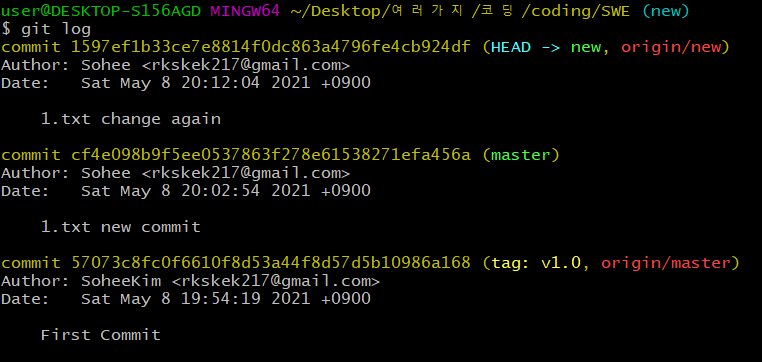 user@DESKTOP-S156AGD MINGW64 ~/Desktop/여러가지/코딩/coding/SWE (new)
$ git log
commit 1597ef1b33ce7e8814f0dc863a4796fe4cb924df (HEAD -> new, origin/new)
Author: Sohee <rkskek217@gmail.com>
Date:   Sat May 8 20:12:04 2021 +0900
    1.txt change again
commit cf4e098b9f5ee0537863f278e61538271efa456a (master)
Author: Sohee <rkskek217@gmail.com>
Date:   Sat May 8 20:02:54 2021 +0900
    1.txt new commit
commit 57073c8fc0f6610f8d53a44f8d57d5b10986a168 (tag: v1.0, origin/master)
Author: SoheeKim <rkskek217@gmail.com>
Date:   Sat May 8 19:54:19 2021 +0900
    First Commit